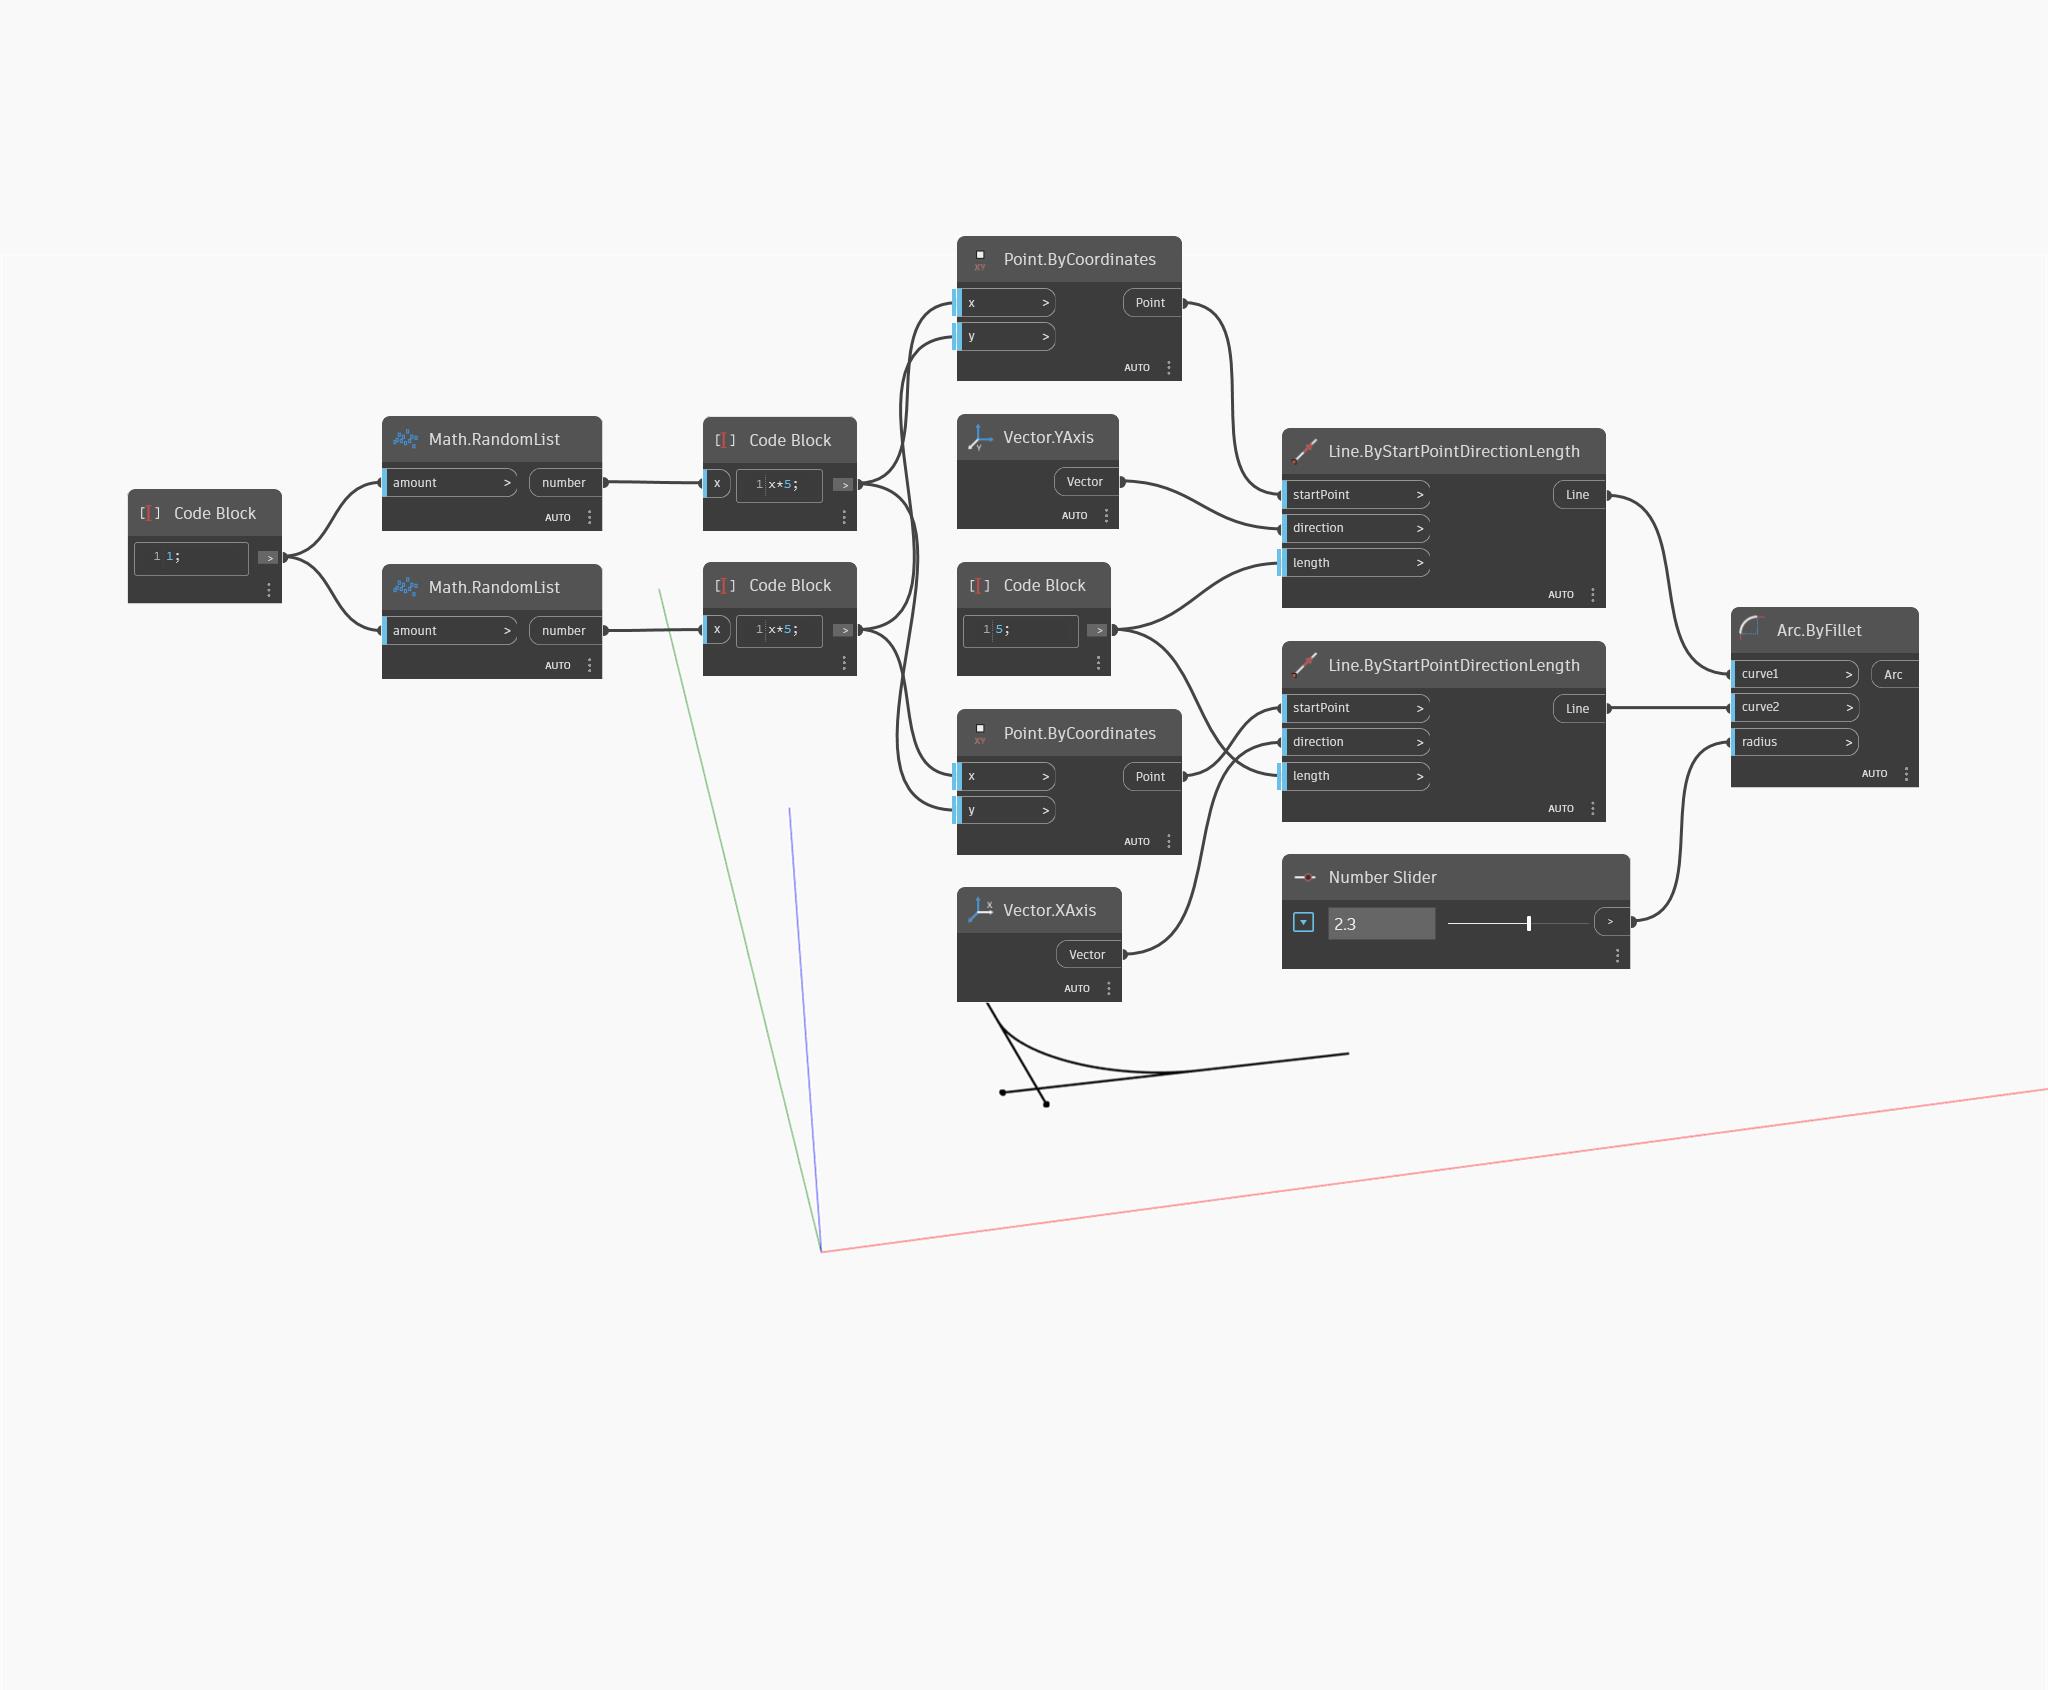 Code Block
1 1;
>
Math.RandomList
amount >
number
AUTO
Math.RandomList
amount >
number
AUTO
Code Block
x
1 x*5;
>
Code Block
x
1 x*5;
>
XY
Point.ByCoordinates
x >
y >
Point
AUTO
Y
Vector.YAxis
Vector
AUTO
Code Block
1 5;
>
XY
Point.ByCoordinates
x >
y >
Point
AUTO
X
Vector.XAxis
Vector
AUTO
Line.ByStartPointDirectionLength
startPoint >
direction >
length >
Line
AUTO
Line.ByStartPointDirectionLength
startPoint >
direction >
length >
Line
AUTO
Number Slider
2.3
>
Arc.ByFillet
curve1 >
curve2 >
radius >
Arc
AUTO